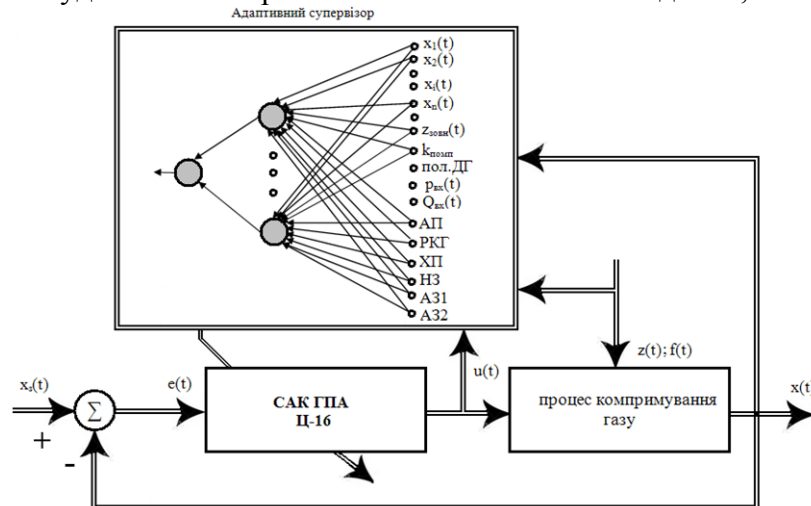 Адаптивний супервізор
x₁(t)
x₂(t)
xᵢ(t)
xₙ(t)
zзовн(t)
kпомп
пол.ДГ
pвх(t)
Qвх(t)
АП
РКГ
ХП
НЗ
АЗ1
АЗ2
z(t); f(t)
xₐ(t)
e(t)
u(t)
x(t)
Σ
+
-
САК ГПА
Ц-16
процес компримування
газу